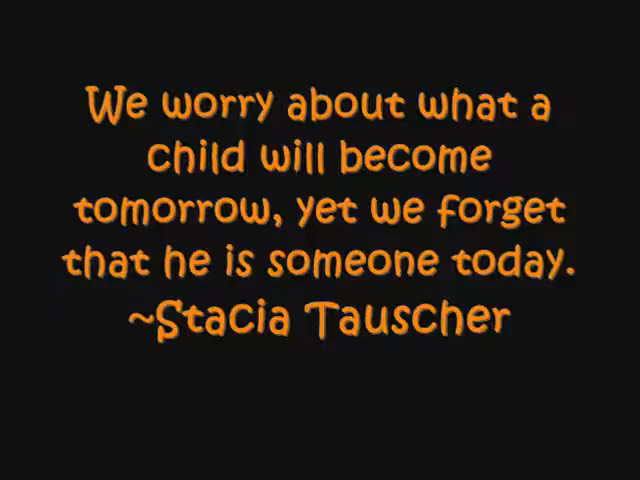 We worry about what a
child will become
tomorrow, yet we forget
that he is someone today.
~Stacia Tauscher